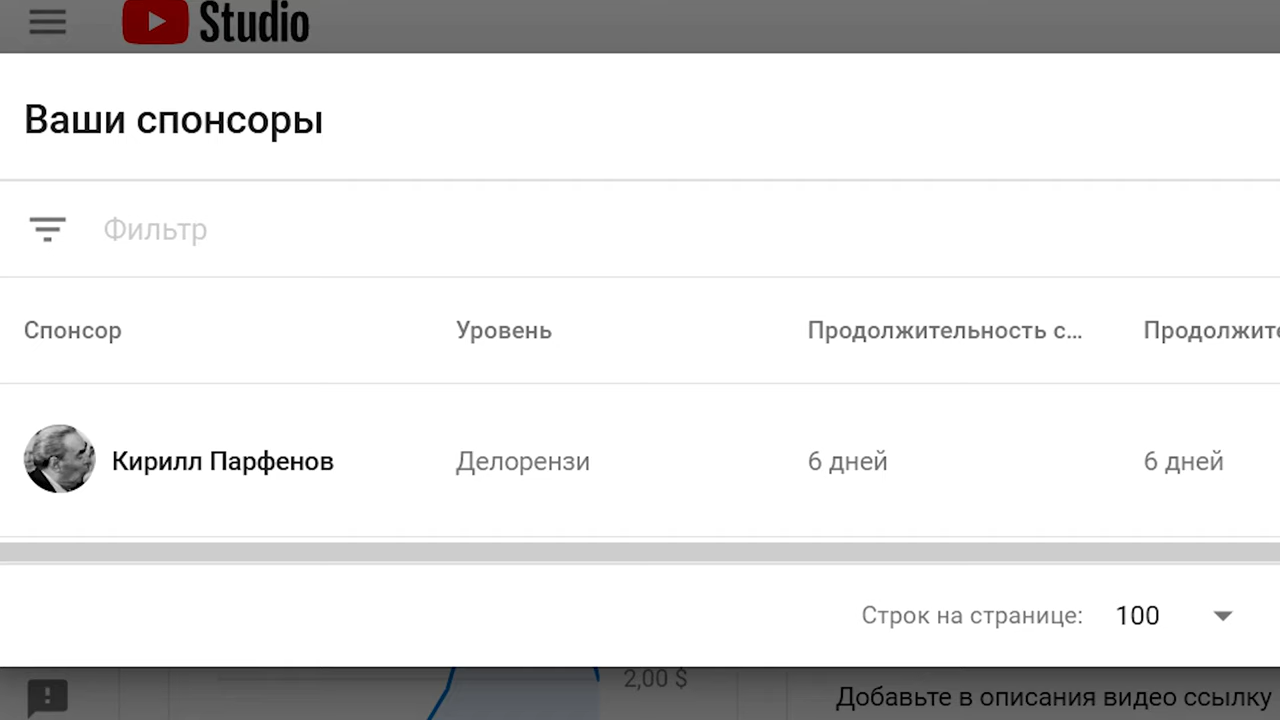 Studio
Ваши спонсоры
Фильтр
Спонсор Уровень Продолжительность с... Продолжите
Кирилл Парфенов Делорензи 6 дней 6 дней
Строк на странице: 100
2,00 $
Добавьте в описания видео ссылку